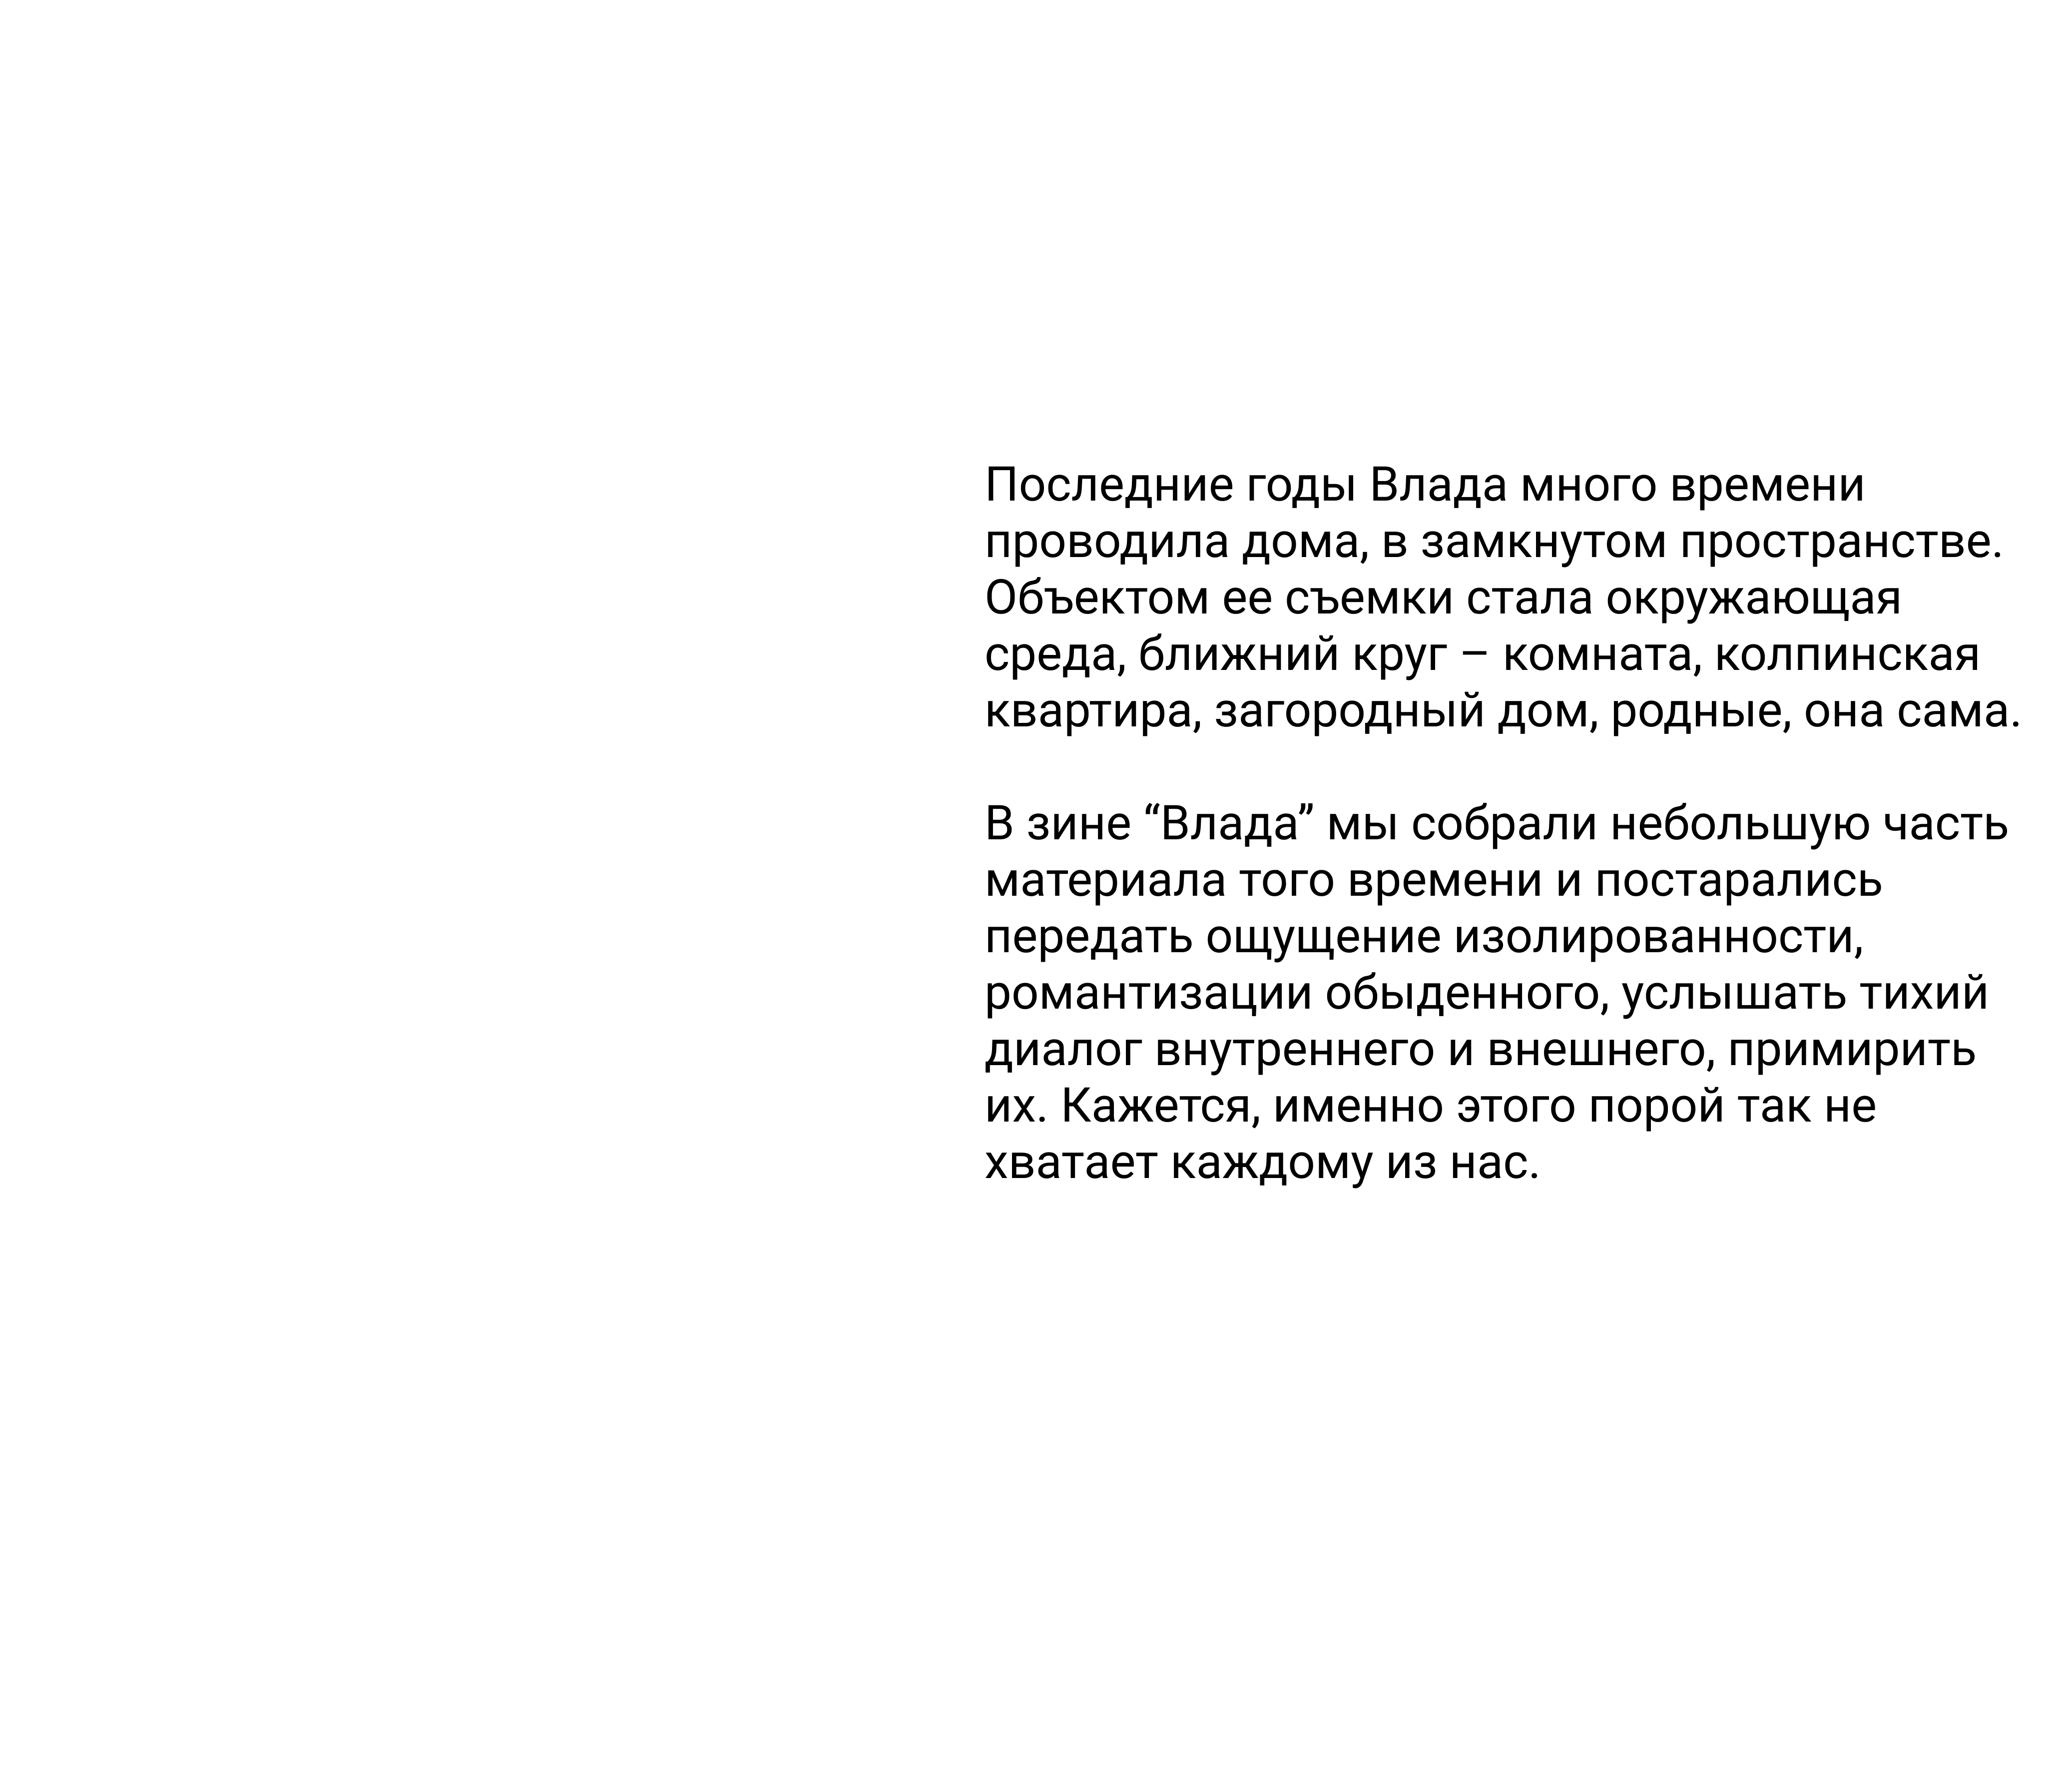 Последние годы Влада много времени
проводила дома, в замкнутом пространстве.
Объектом ее съемки стала окружающая
среда, ближний круг – комната, колпинская
квартира, загородный дом, родные, она сама.
В зине “Влада” мы собрали небольшую часть
материала того времени и постарались
передать ощущение изолированности,
романтизации обыденного, услышать тихий
диалог внутреннего и внешнего, примирить
их. Кажется, именно этого порой так не
хватает каждому из нас.